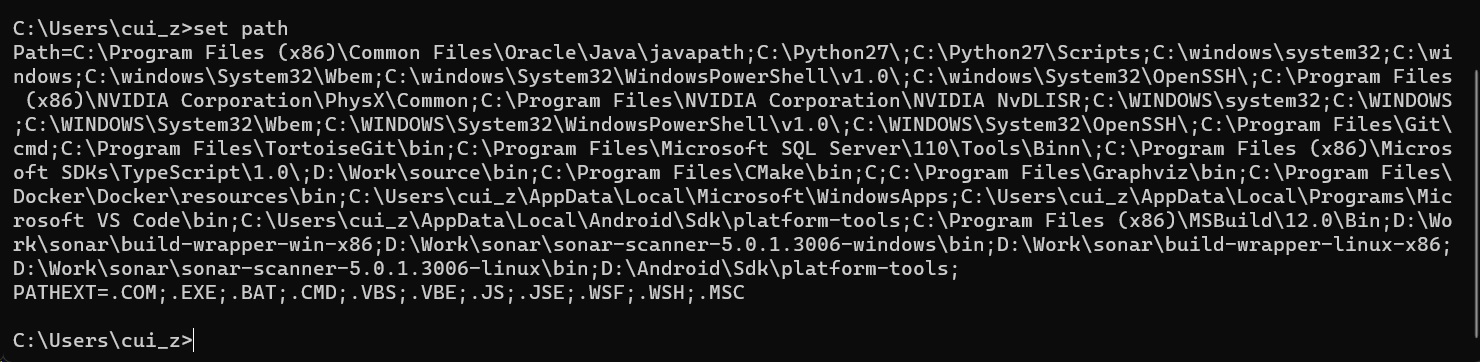 C:\Users\cui_z>set path
Path=C:\Program Files (x86)\Common Files\Oracle\Java\javapath;C:\Python27\;C:\Python27\Scripts;C:\windows\system32;C:\wi
ndows;C:\windows\System32\Wbem;C:\windows\System32\WindowsPowerShell\v1.0\;C:\windows\System32\OpenSSH\;C:\Program Files
 (x86)\NVIDIA Corporation\PhysX\Common;C:\Program Files\NVIDIA Corporation\NVIDIA NvDLISR;C:\WINDOWS\system32;C:\WINDOWS
;C:\WINDOWS\System32\Wbem;C:\WINDOWS\System32\WindowsPowerShell\v1.0\;C:\WINDOWS\System32\OpenSSH\;C:\Program Files\Git\
cmd;C:\Program Files\TortoiseGit\bin;C:\Program Files\Microsoft SQL Server\110\Tools\Binn\;C:\Program Files (x86)\Micros
oft SDKs\TypeScript\1.0\;D:\Work\source\bin;C:\Program Files\CMake\bin;C;C:\Program Files\Graphviz\bin;C:\Program Files\
Docker\Docker\resources\bin;C:\Users\cui_z\AppData\Local\Microsoft\WindowsApps;C:\Users\cui_z\AppData\Local\Programs\Mic
rosoft VS Code\bin;C:\Users\cui_z\AppData\Local\Android\Sdk\platform-tools;C:\Program Files (x86)\MSBuild\12.0\Bin;D:\Wo
rk\sonar\build-wrapper-win-x86;D:\Work\sonar\sonar-scanner-5.0.1.3006-windows\bin;D:\Work\sonar\build-wrapper-linux-x86;
D:\Work\sonar\sonar-scanner-5.0.1.3006-linux\bin;D:\Android\Sdk\platform-tools;
PATHEXT=.COM;.EXE;.BAT;.CMD;.VBS;.VBE;.JS;.JSE;.WSF;.WSH;.MSC
C:\Users\cui_z>